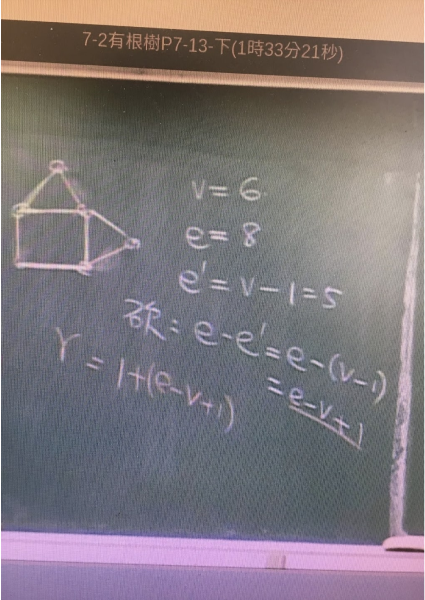 7-2有根樹P7-13-下(1時33分21秒)
v = 6
e = 8
e' = v - 1 = 5
砍: e - e' = e - (v-1)
= e - v + 1
r = 1 + (e - v + 1)